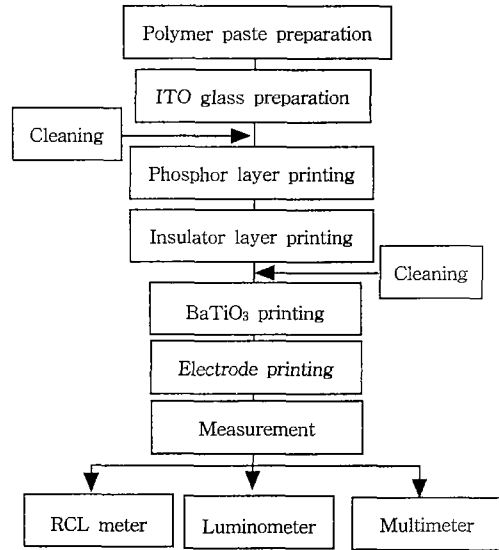 Polymer paste preparation
ITO glass preparation
Cleaning
Phosphor layer printing
Insulator layer printing
Cleaning
BaTiO₃ printing
Electrode printing
Measurement
RCL meter
Luminometer
Multimeter